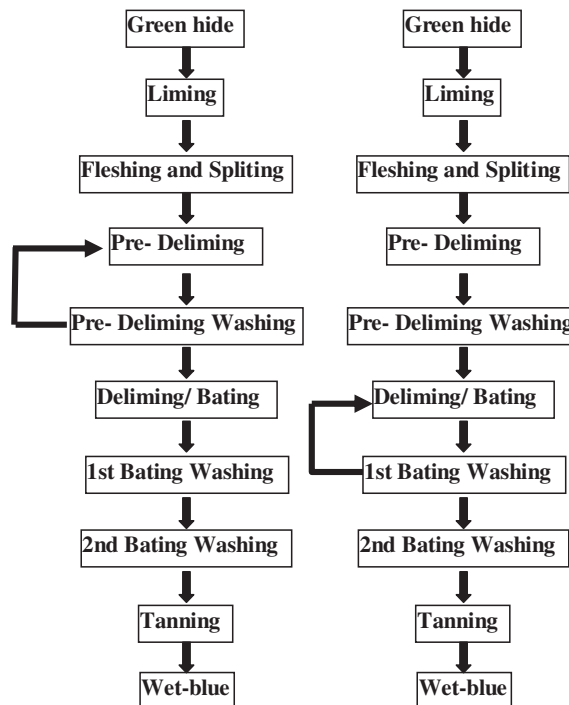 Green hide
Liming
Fleshing and Spliting
Pre- Deliming
Pre- Deliming Washing
Deliming/ Bating
1st Bating Washing
2nd Bating Washing
Tanning
Wet-blue
Green hide
Liming
Fleshing and Spliting
Pre- Deliming
Pre- Deliming Washing
Deliming/ Bating
1st Bating Washing
2nd Bating Washing
Tanning
Wet-blue